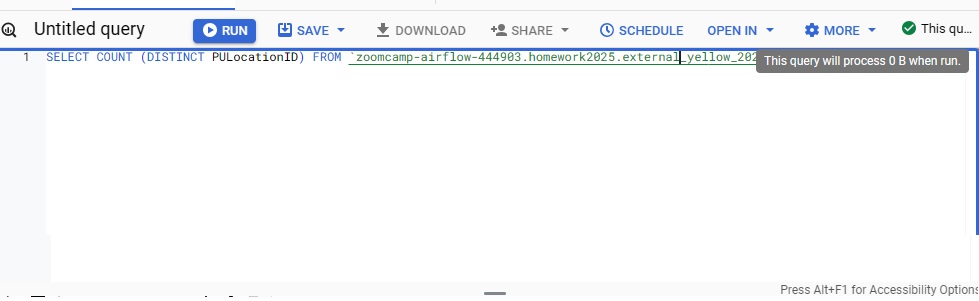 Untitled query RUN SAVE DOWNLOAD SHARE SCHEDULE OPEN IN MORE This qu...
1 SELECT COUNT (DISTINCT PULocationID) FROM `zoomcamp-airflow-444903.homework2025.external_yellow_202
This query will process 0 B when run.
Press Alt+F1 for Accessibility Options